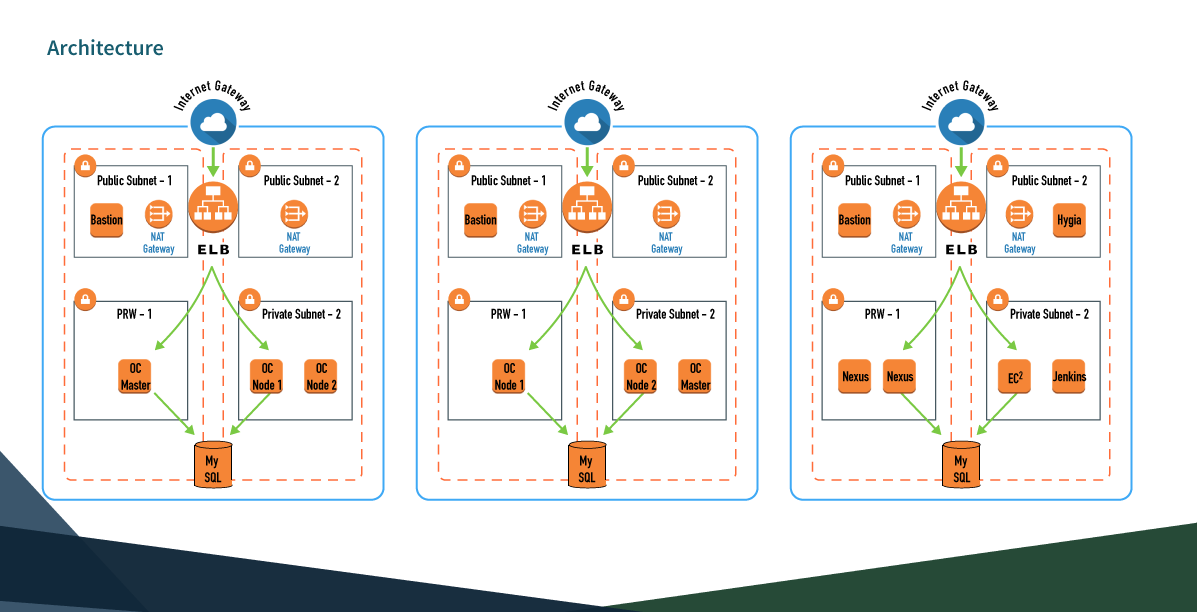 Architecture
Internet Gateway
Public Subnet – 1
Public Subnet – 2
Bastion
NAT
Gateway
NAT
Gateway
ELB
PRW – 1
Private Subnet – 2
OC
Master
OC
Node 1
OC
Node 2
My
SQL
Internet Gateway
Public Subnet – 1
Public Subnet – 2
Bastion
NAT
Gateway
NAT
Gateway
ELB
PRW – 1
Private Subnet – 2
OC
Node 1
OC
Node 2
OC
Master
My
SQL
Internet Gateway
Public Subnet – 1
Public Subnet – 2
Bastion
NAT
Gateway
NAT
Gateway
Hygia
ELB
PRW – 1
Private Subnet – 2
Nexus
Nexus
EC²
Jenkins
My
SQL